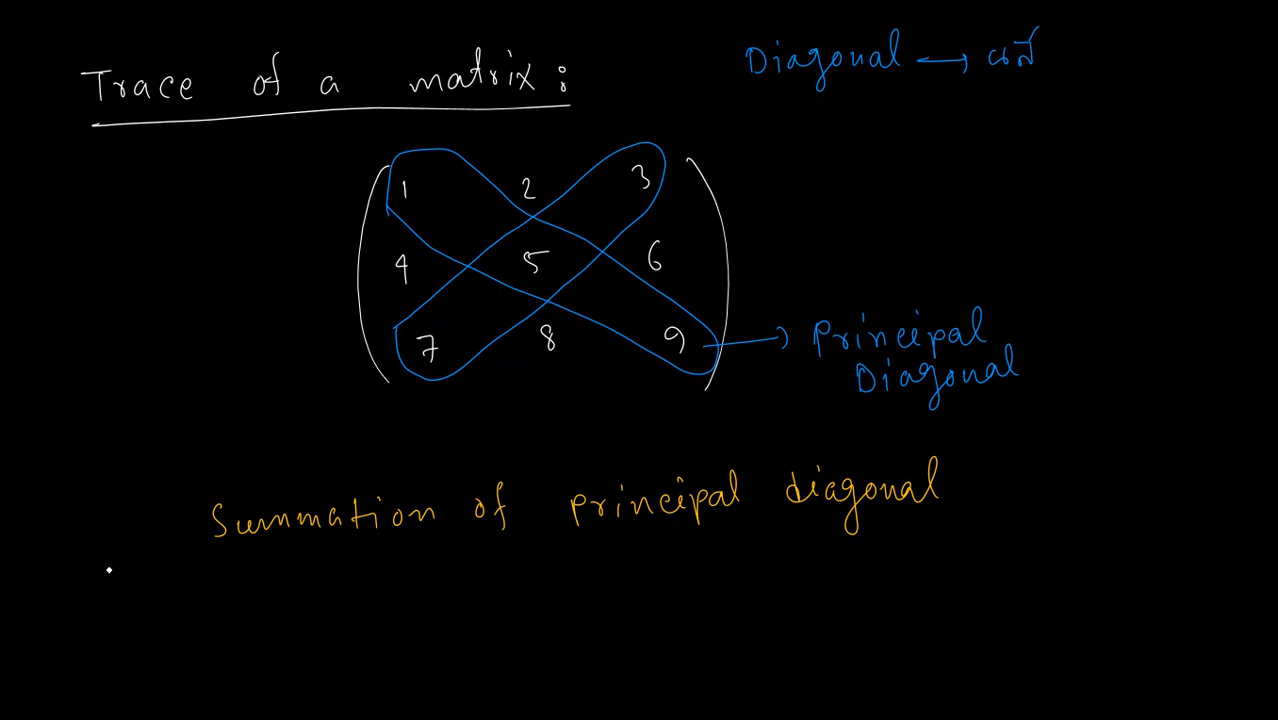 Trace of a matrix:
Diagonal → কর্ণ
1 2 3
4 5 6
7 8 9
→ Principal
Diagonal
Summation of principal diagonal